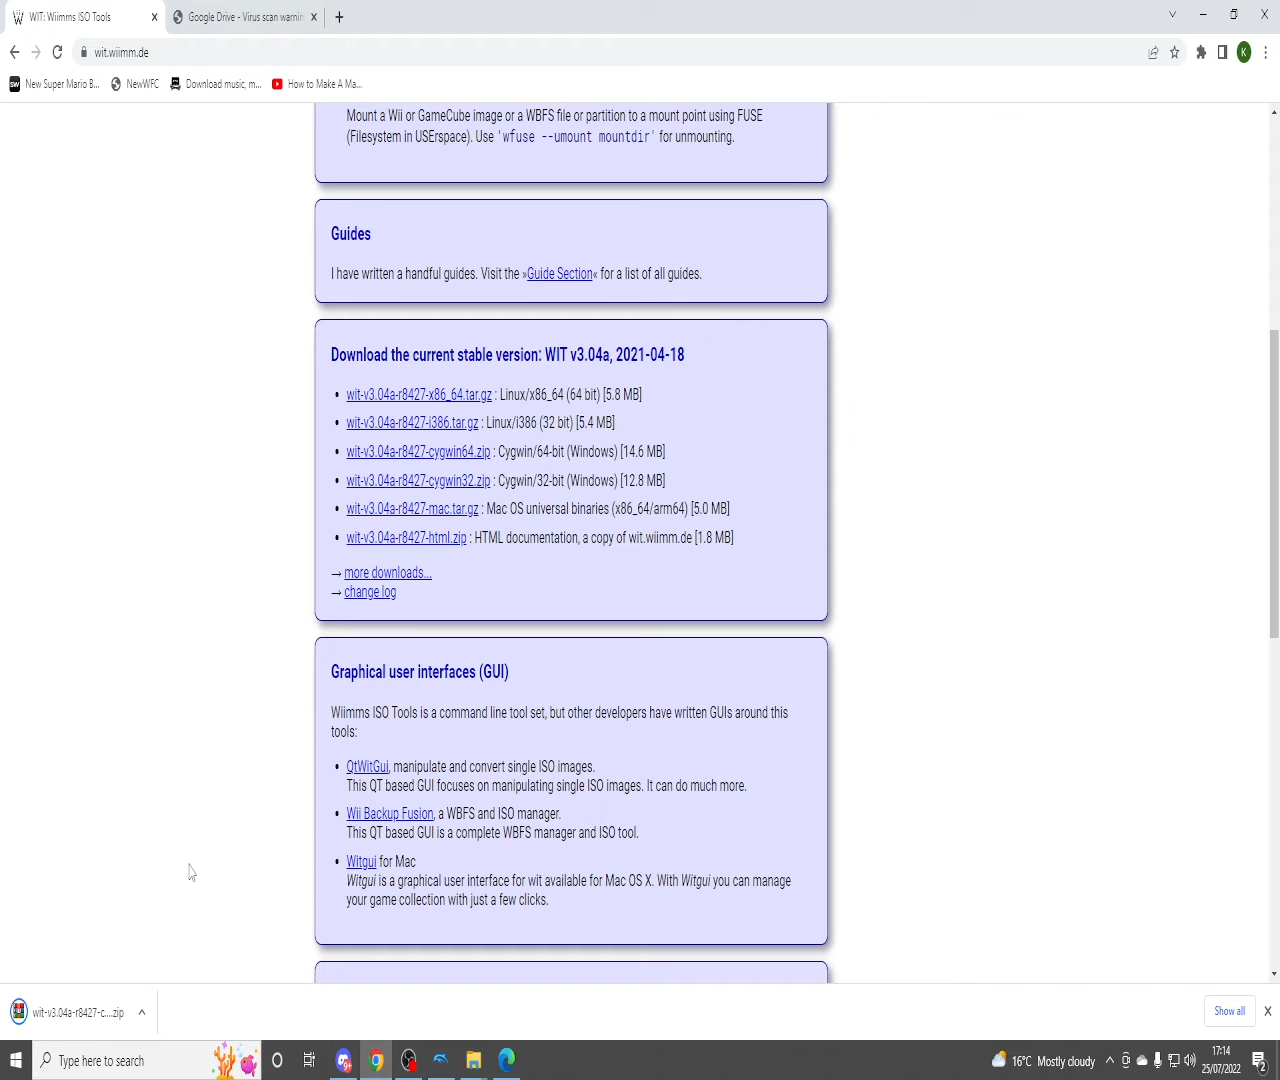 WIT: Wiimms ISO Tools
Google Drive - Virus scan warnin
wit.wiimm.de
K
New Super Mario B...
NewWFC
Download music, m...
How to Make A Ma...
Mount a Wii or GameCube image or a WBFS file or partition to a mount point using FUSE
(Filesystem in USErspace). Use 'wfuse --umount mountdir' for unmounting.
Guides
I have written a handful guides. Visit the »Guide Section« for a list of all guides.
Download the current stable version: WIT v3.04a, 2021-04-18
• wit-v3.04a-r8427-x86_64.tar.gz : Linux/x86_64 (64 bit) [5.8 MB]
• wit-v3.04a-r8427-i386.tar.gz : Linux/i386 (32 bit) [5.4 MB]
• wit-v3.04a-r8427-cygwin64.zip : Cygwin/64-bit (Windows) [14.6 MB]
• wit-v3.04a-r8427-cygwin32.zip : Cygwin/32-bit (Windows) [12.8 MB]
• wit-v3.04a-r8427-mac.tar.gz : Mac OS universal binaries (x86_64/arm64) [5.0 MB]
• wit-v3.04a-r8427-html.zip : HTML documentation, a copy of wit.wiimm.de [1.8 MB]
→ more downloads...
→ change log
Graphical user interfaces (GUI)
Wiimms ISO Tools is a command line tool set, but other developers have written GUIs around this
tools:
• QtWitGui, manipulate and convert single ISO images.
This QT based GUI focuses on manipulating single ISO images. It can do much more.
• Wii Backup Fusion, a WBFS and ISO manager.
This QT based GUI is a complete WBFS manager and ISO tool.
• Witgui for Mac
Witgui is a graphical user interface for wit available for Mac OS X. With Witgui you can manage
your game collection with just a few clicks.
wit-v3.04a-r8427-c....zip
Show all
Type here to search
16°C Mostly cloudy
17:14
25/07/2022
2